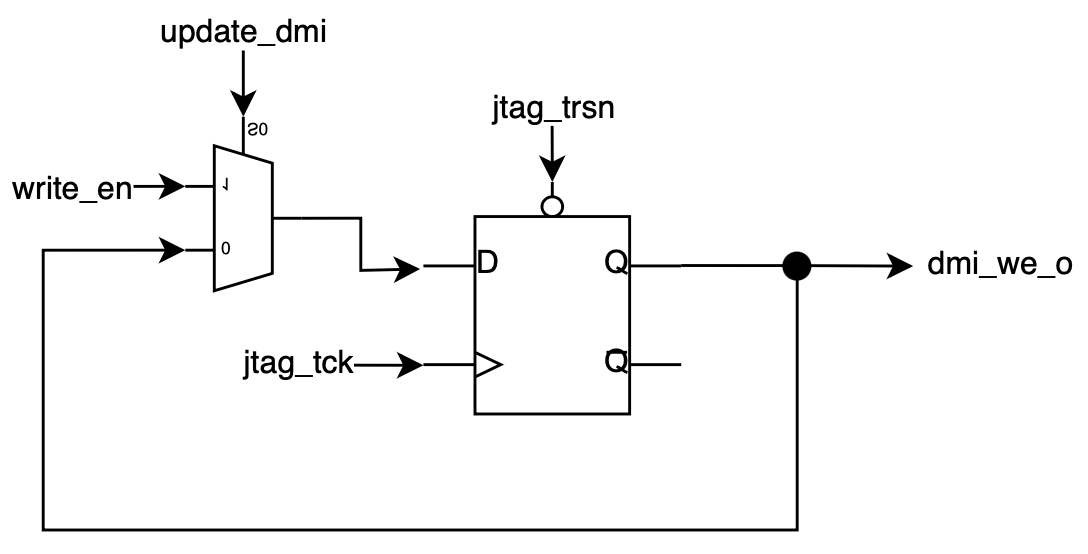 update_dmi
S0
jtag_trsn
write_en
1
0
D
Q
dmi_we_o
jtag_tck
Q̅